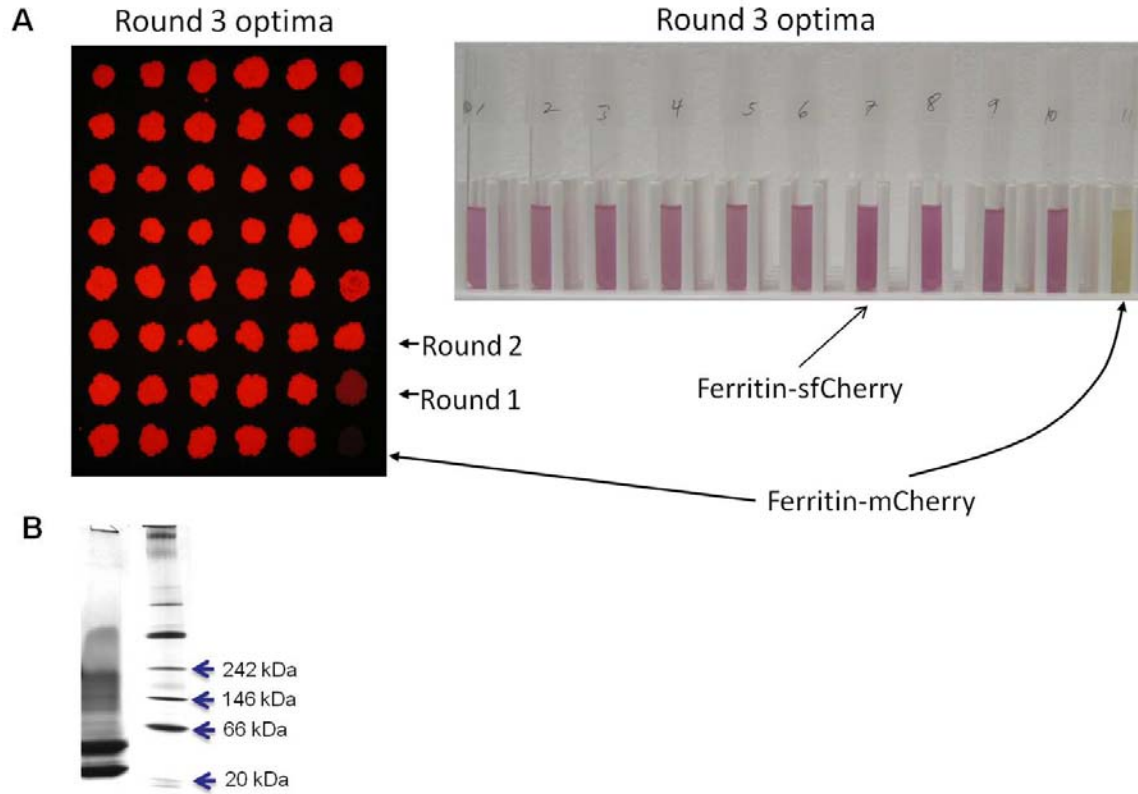 A
Round 3 optima
Round 3 optima
1
2
3
4
5
6
7
8
9
10
11
Round 2
Round 1
Ferritin-sfCherry
Ferritin-mCherry
B
242 kDa
146 kDa
66 kDa
20 kDa